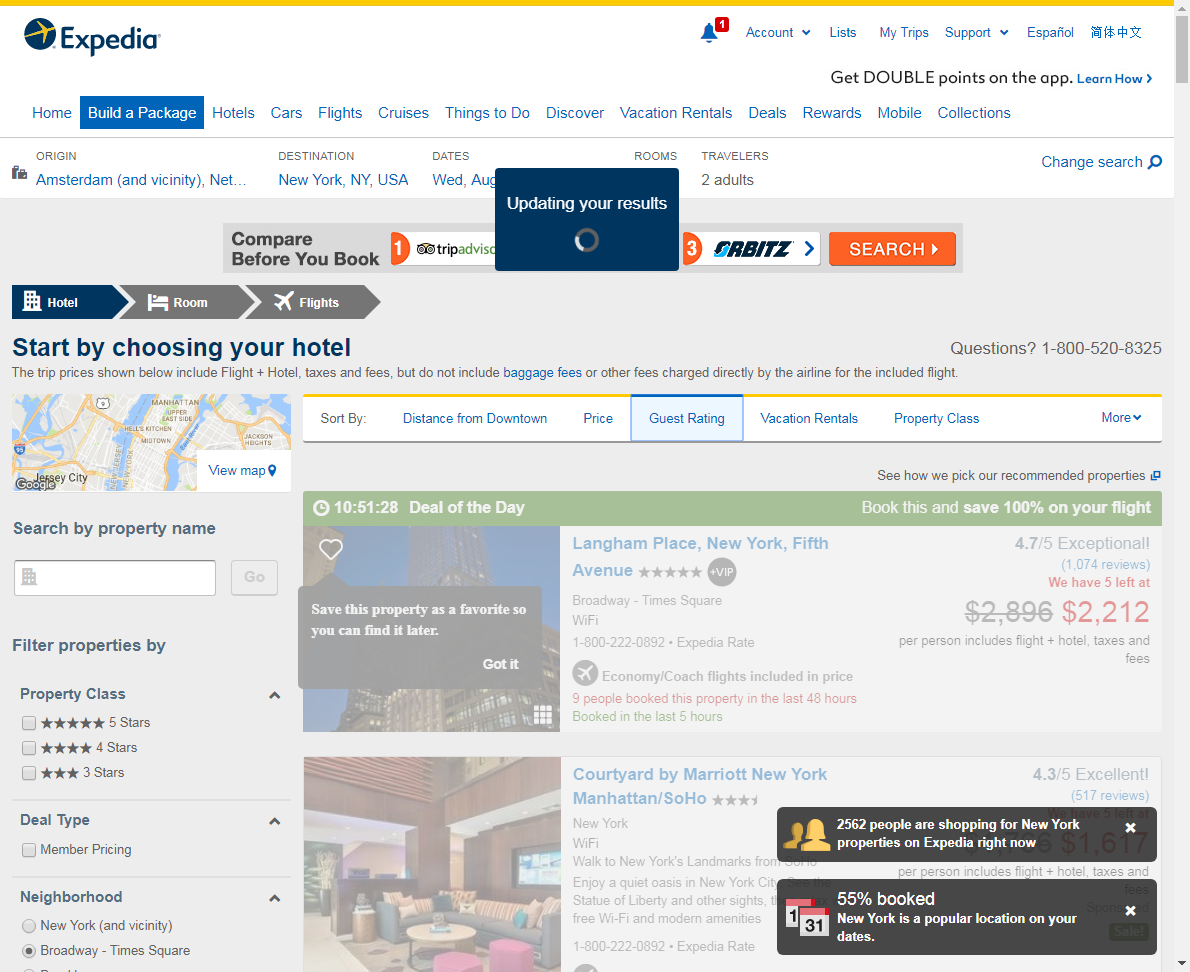 Expedia
1
Account
Lists
My Trips
Support
Español
简体中文
Get DOUBLE points on the app. Learn How
Home
Build a Package
Hotels
Cars
Flights
Cruises
Things to Do
Discover
Vacation Rentals
Deals
Rewards
Mobile
Collections
ORIGIN
Amsterdam (and vicinity), Net...
DESTINATION
New York, NY, USA
DATES
Wed, Aug
ROOMS
TRAVELERS
2 adults
Change search
Updating your results
Compare
Before You Book
1 tripadviso
3 ORBITZ
SEARCH
Hotel
Room
Flights
Start by choosing your hotel
Questions? 1-800-520-8325
The trip prices shown below include Flight + Hotel, taxes and fees, but do not include baggage fees or other fees charged directly by the airline for the included flight.
MANHATTAN
UPPER
EAST SIDE
HELL'S KITCHEN
MIDTOWN
JACKSON
HEIGHTS
NEW JERSEY
NEW YORK
9
95
Jersey City
Google
View map
Sort By:
Distance from Downtown
Price
Guest Rating
Vacation Rentals
Property Class
More
See how we pick our recommended properties
Search by property name
Go
Filter properties by
Property Class
5 Stars
4 Stars
3 Stars
Deal Type
Member Pricing
Neighborhood
New York (and vicinity)
Broadway - Times Square
10:51:28 Deal of the Day
Book this and save 100% on your flight
Save this property as a favorite so
you can find it later.
Got it
Langham Place, New York, Fifth
Avenue +VIP
Broadway - Times Square
WiFi
1-800-222-0892 • Expedia Rate
Economy/Coach flights included in price
9 people booked this property in the last 48 hours
Booked in the last 5 hours
4.7/5 Exceptional!
(1,074 reviews)
We have 5 left at
$2,896 $2,212
per person includes flight + hotel, taxes and
fees
Courtyard by Marriott New York
Manhattan/SoHo
New York
WiFi
Walk to New York's Landmarks from SoHo
Enjoy a quiet oasis in New York City. See the
Statue of Liberty and other sights, th
free Wi-Fi and modern amenities
1-800-222-0892 • Expedia Rate
4.3/5 Excellent!
(517 reviews)
We have 5 left at
$1,617
per person includes flight + hotel, taxes and
fees
Sale!
2562 people are shopping for New York
properties on Expedia right now
1
31
55% booked
New York is a popular location on your
dates.